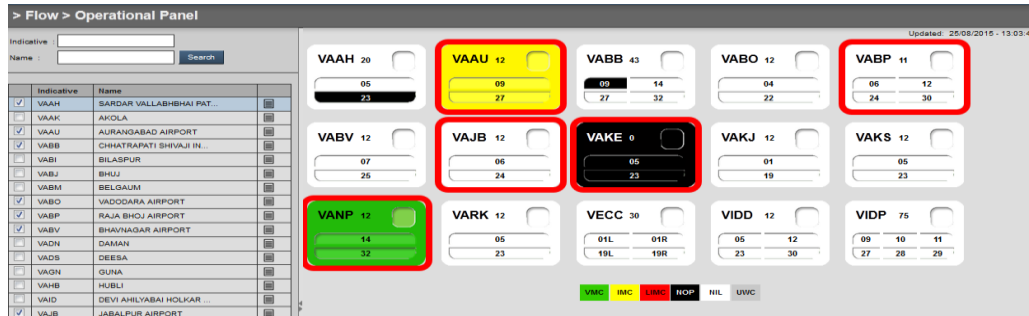 > Flow > Operational Panel
Updated: 25/08/2015 - 13:03:4
Indicative :
Name :
Search
Indicative Name
VAAH SARDAR VALLABHBHAI PAT...
VAAK AKOLA
VAAU AURANGABAD AIRPORT
VABB CHHATRAPATI SHIVAJI IN...
VABI BILASPUR
VABJ BHUJ
VABM BELGAUM
VABO VADODARA AIRPORT
VABP RAJA BHOJ AIRPORT
VABV BHAVNAGAR AIRPORT
VADN DAMAN
VADS DEESA
VAGN GUNA
VAHB HUBLI
VAID DEVI AHILYABAI HOLKAR ...
VAJB JABALPUR AIRPORT
VAAH 20
05
23
VAAU 12
09
27
VABB 43
09 14
27 32
VABO 12
04
22
VABP 11
06 12
24 30
VABV 12
07
25
VAJB 12
06
24
VAKE 0
05
23
VAKJ 12
01
19
VAKS 12
05
23
VANP 12
14
32
VARK 12
05
23
VECC 30
01L 01R
19L 19R
VIDD 12
05 12
23 30
VIDP 75
09 10 11
27 28 29
VMC IMC LIMC NOP NIL UWC